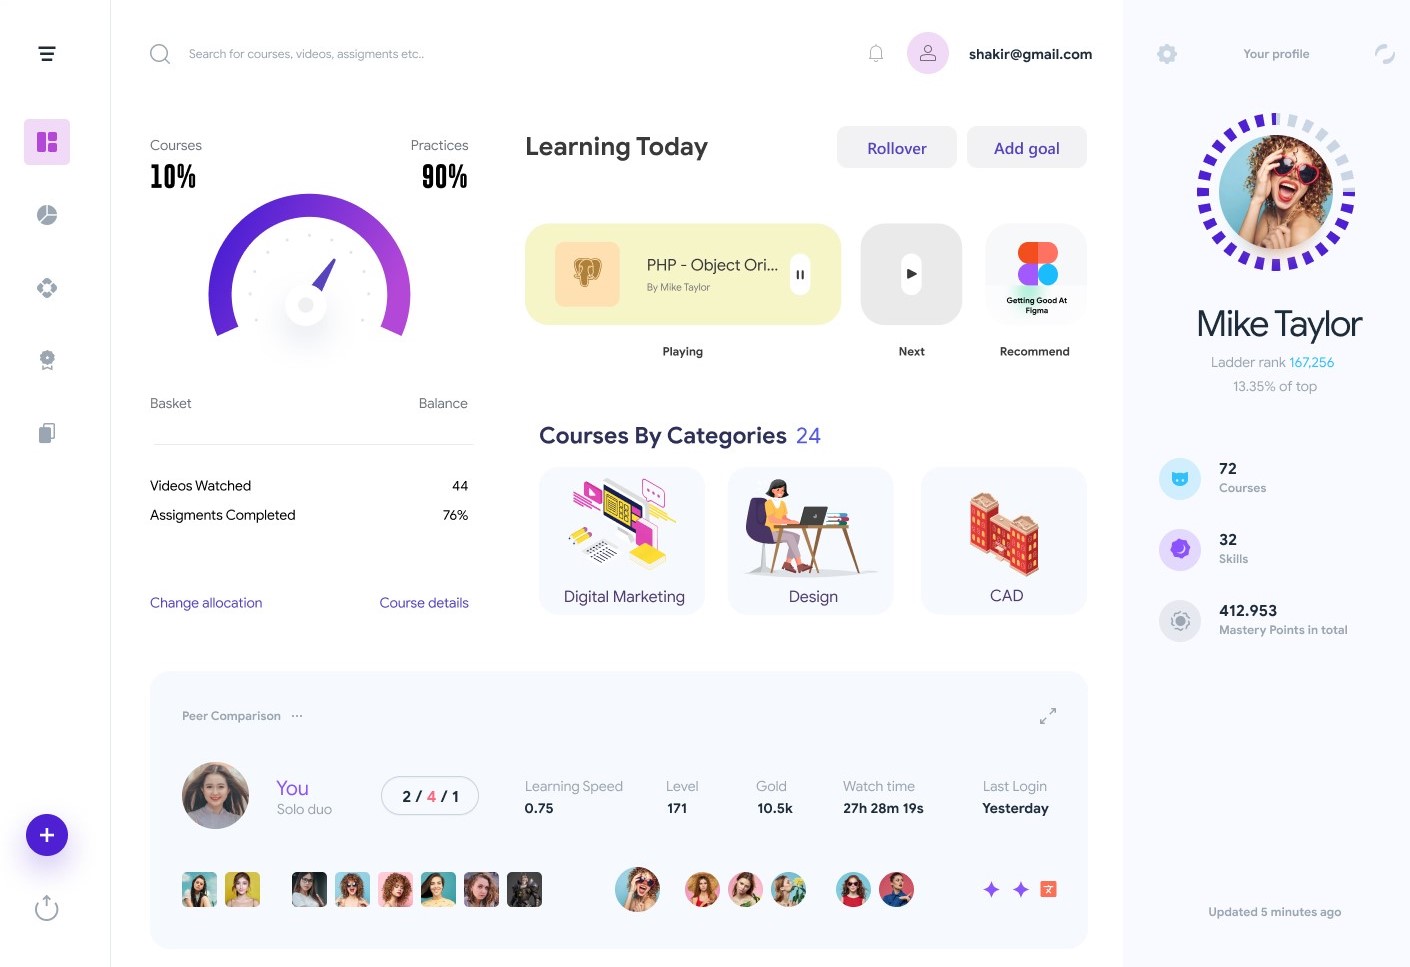 Search for courses, videos, assigments etc..
shakir@gmail.com
Your profile
Courses
10%
Practices
90%
Basket
Balance
Videos Watched
44
Assigments Completed
76%
Change allocation
Course details
Learning Today
Rollover
Add goal
PHP - Object Ori...
By Mike Taylor
Getting Good At
Figma
Playing
Next
Recommend
Courses By Categories 24
Digital Marketing
Design
CAD
Peer Comparison ...
You
Solo duo
2 / 4 / 1
Learning Speed
0.75
Level
171
Gold
10.5k
Watch time
27h 28m 19s
Last Login
Yesterday
Mike Taylor
Ladder rank 167,256
13.35% of top
72
Courses
32
Skills
412.953
Mastery Points in total
Updated 5 minutes ago